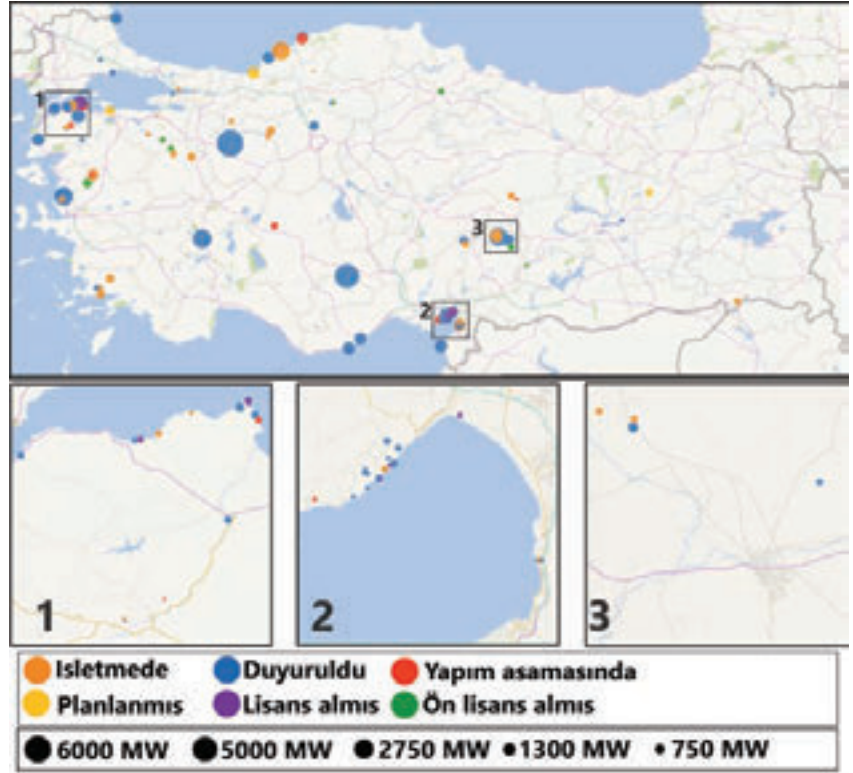 1
3
2
1
2
3
Isletmede
Duyuruldu
Yapım asamasında
Planlanmıs
Lisans almıs
Ön lisans almıs
6000 MW
5000 MW
2750 MW
1300 MW
750 MW